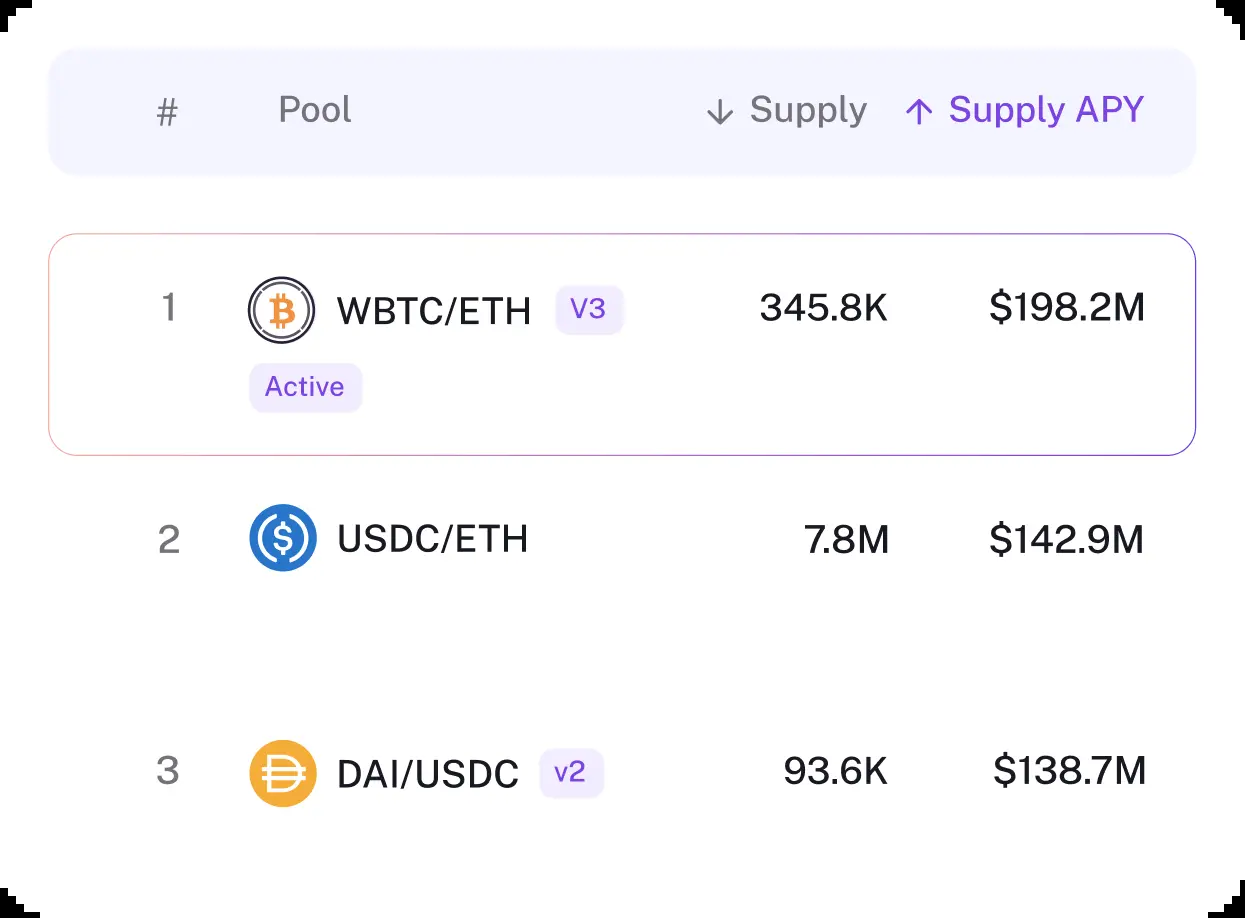 # Pool ↓ Supply ↑ Supply APY
1 WBTC/ETH V3 345.8K $198.2M
Active
2 USDC/ETH 7.8M $142.9M
3 DAI/USDC v2 93.6K $138.7M